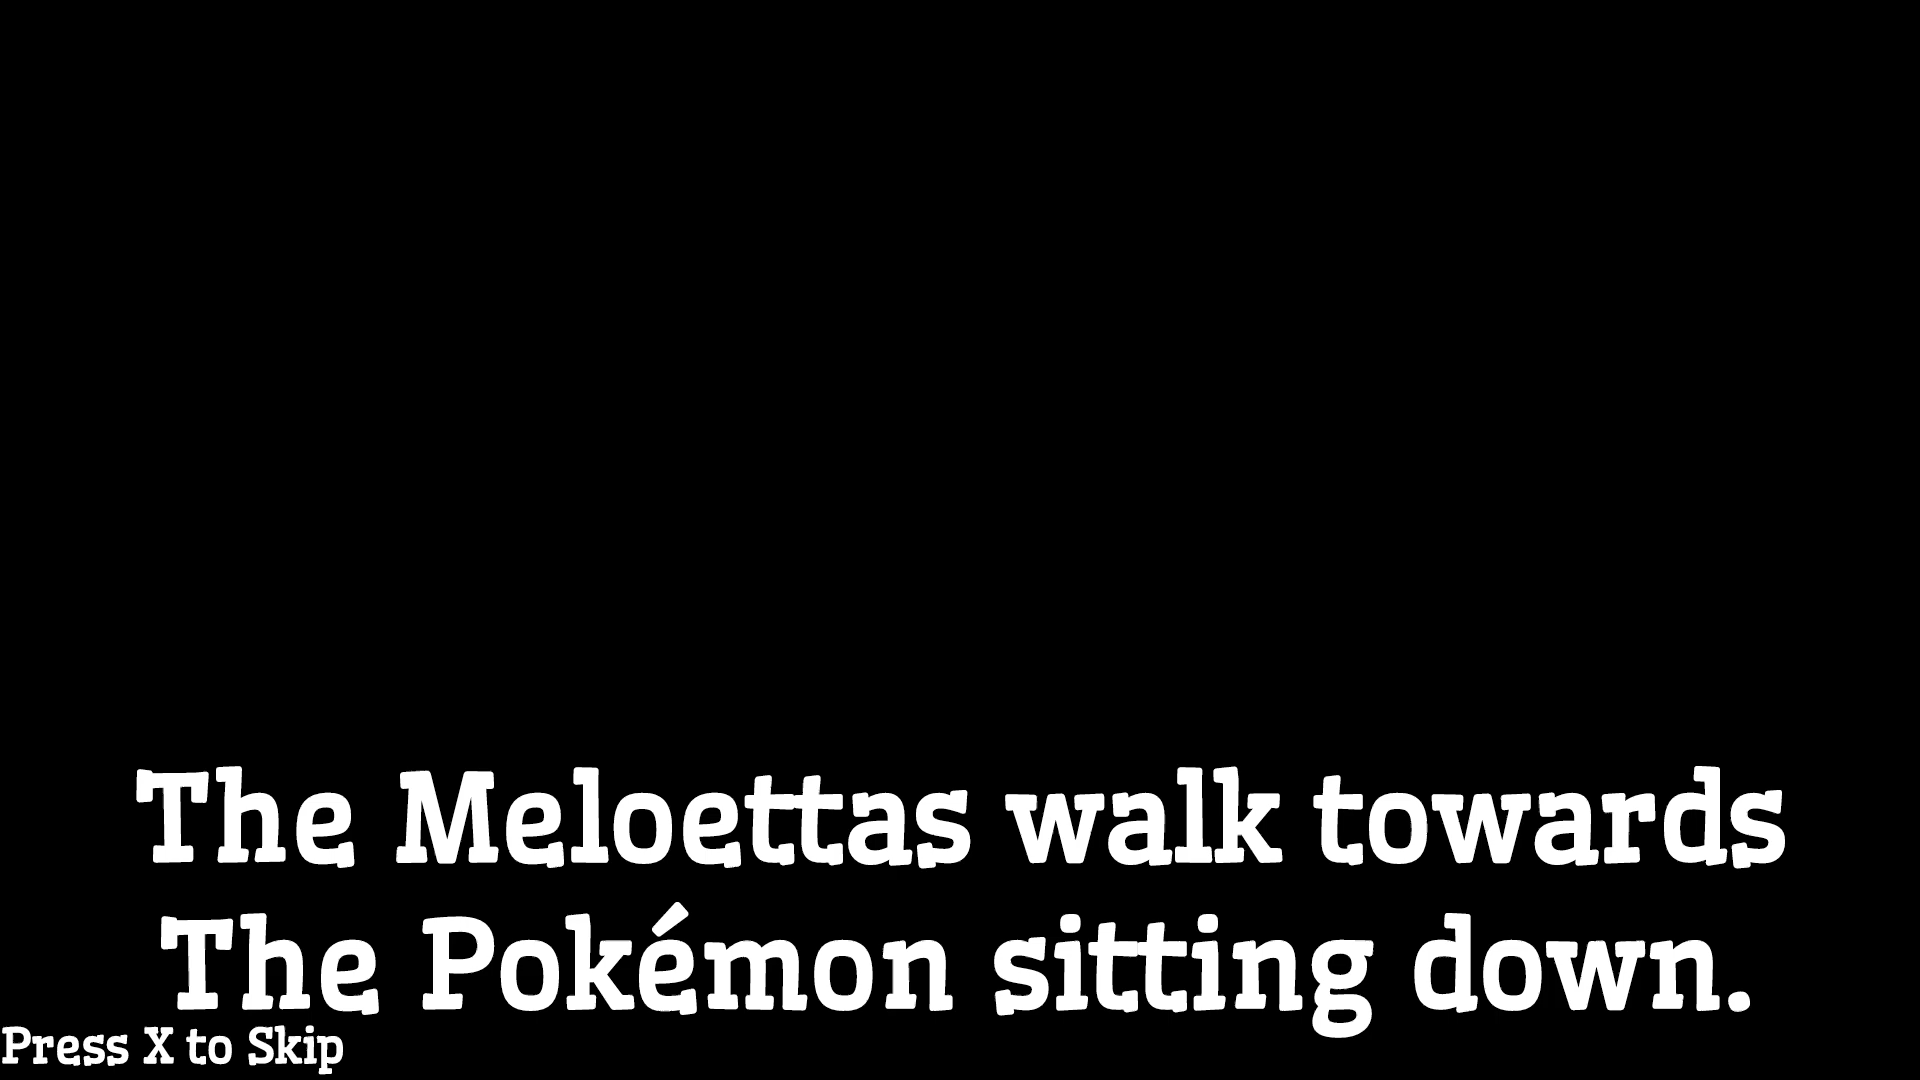 The Meloettas walk towards
The Pokémon sitting down.
Press X to Skip